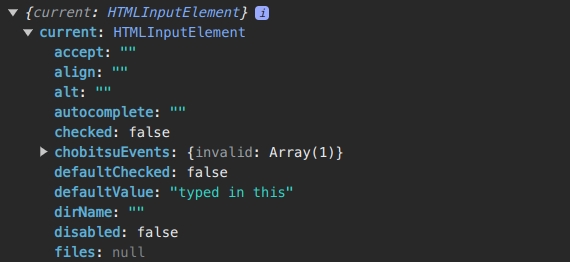 {current: HTMLInputElement} i
current: HTMLInputElement
accept: ""
align: ""
alt: ""
autocomplete: ""
checked: false
chobitsuEvents: {invalid: Array(1)}
defaultChecked: false
defaultValue: "typed in this"
dirName: ""
disabled: false
files: null